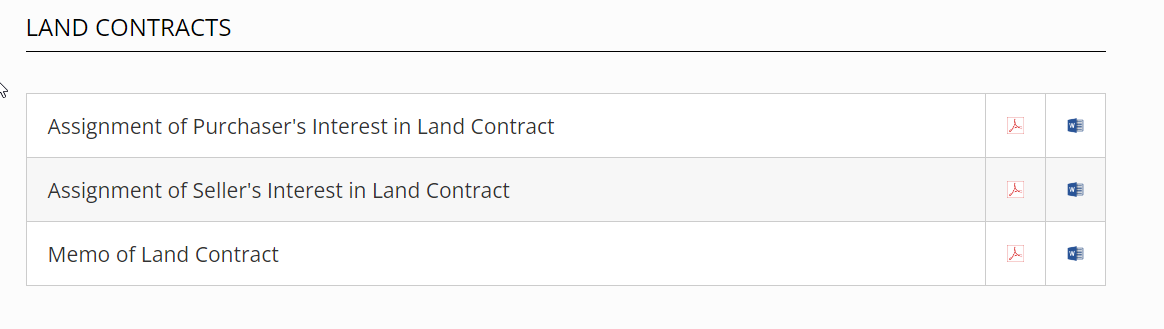 LAND CONTRACTS
Assignment of Purchaser's Interest in Land Contract
Assignment of Seller's Interest in Land Contract
Memo of Land Contract